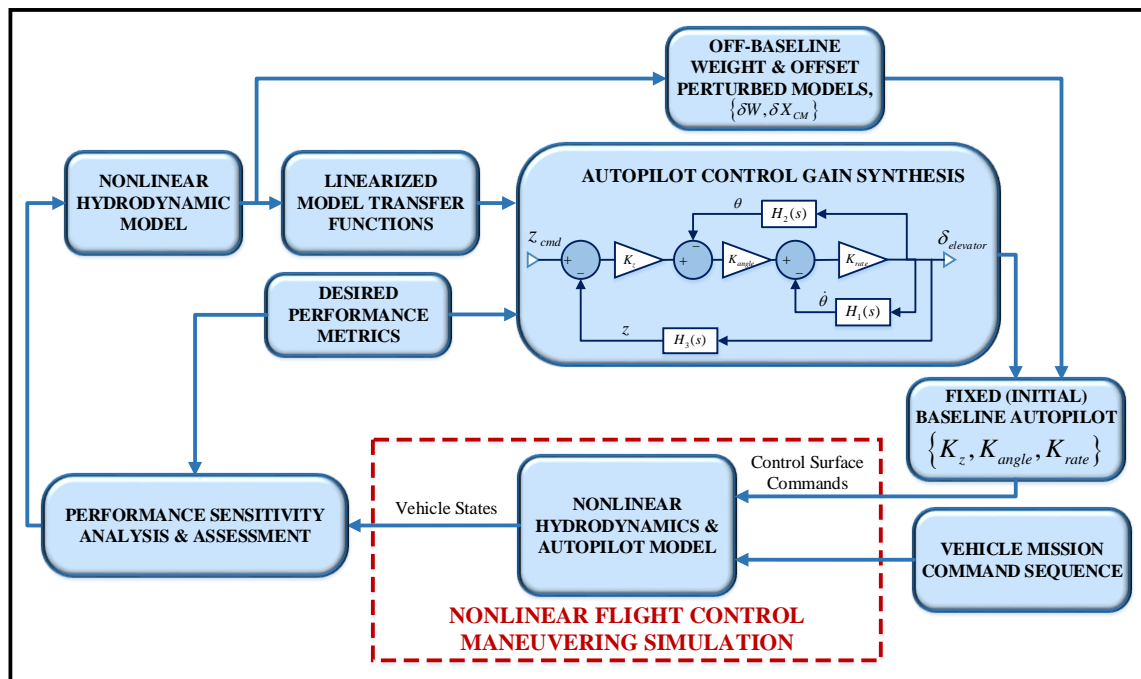 OFF-BASELINE
WEIGHT & OFFSET
PERTURBED MODELS,
{δW, δX_CM}
NONLINEAR
HYDRODYNAMIC
MODEL
LINEARIZED
MODEL TRANSFER
FUNCTIONS
AUTOPILOT CONTROL GAIN SYNTHESIS
θ
H_2(s)
z_cmd
δ_elevator
+
−
K_z
+
−
K_angle
+
−
K_rate
θ̇
H_1(s)
z
H_3(s)
DESIRED
PERFORMANCE
METRICS
FIXED (INITIAL)
BASELINE AUTOPILOT
{K_z, K_angle, K_rate}
Control Surface
Commands
Vehicle States
NONLINEAR
HYDRODYNAMICS &
AUTOPILOT MODEL
PERFORMANCE SENSITIVITY
ANALYSIS & ASSESSMENT
VEHICLE MISSION
COMMAND SEQUENCE
NONLINEAR FLIGHT CONTROL
MANEUVERING SIMULATION